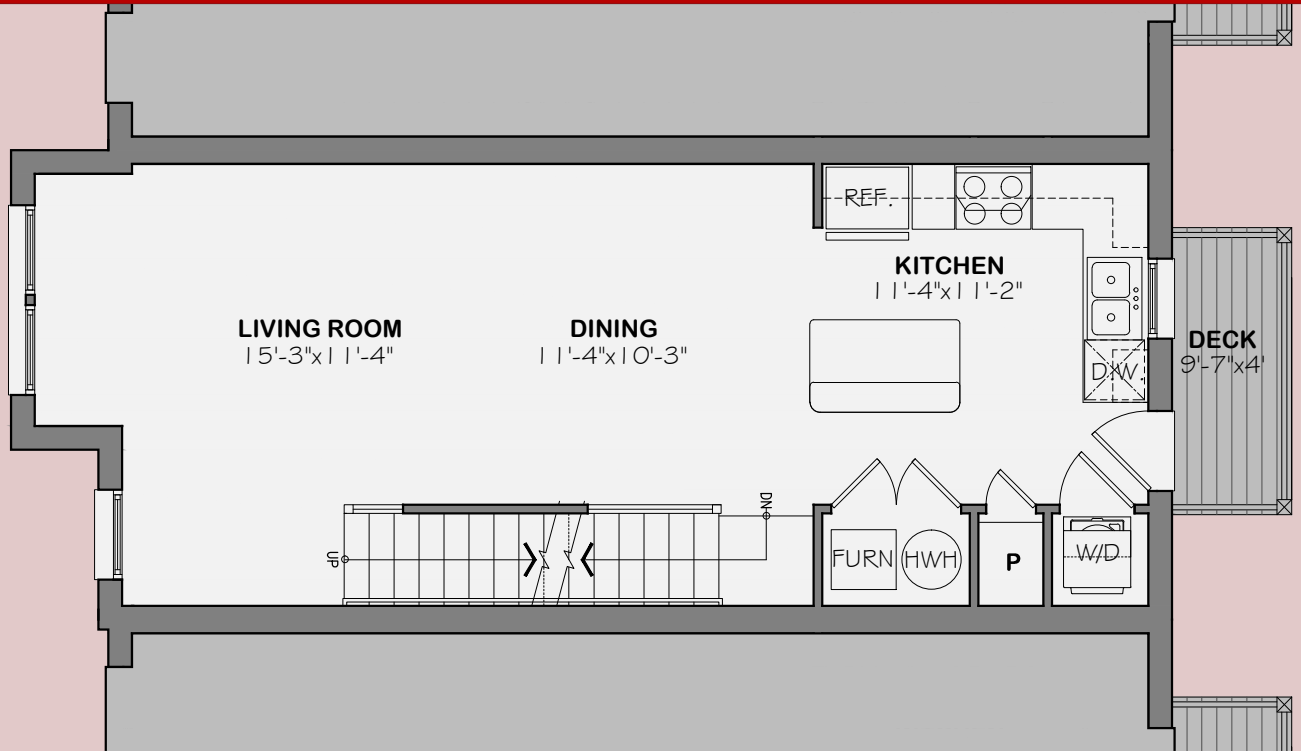 REF.
KITCHEN
11'-4"x11'-2"
LIVING ROOM
15'-3"x11'-4"
DINING
11'-4"x10'-3"
DECK
9'-7"x4'
D.W.
DN
UP
FURN
HWH
P
W/D